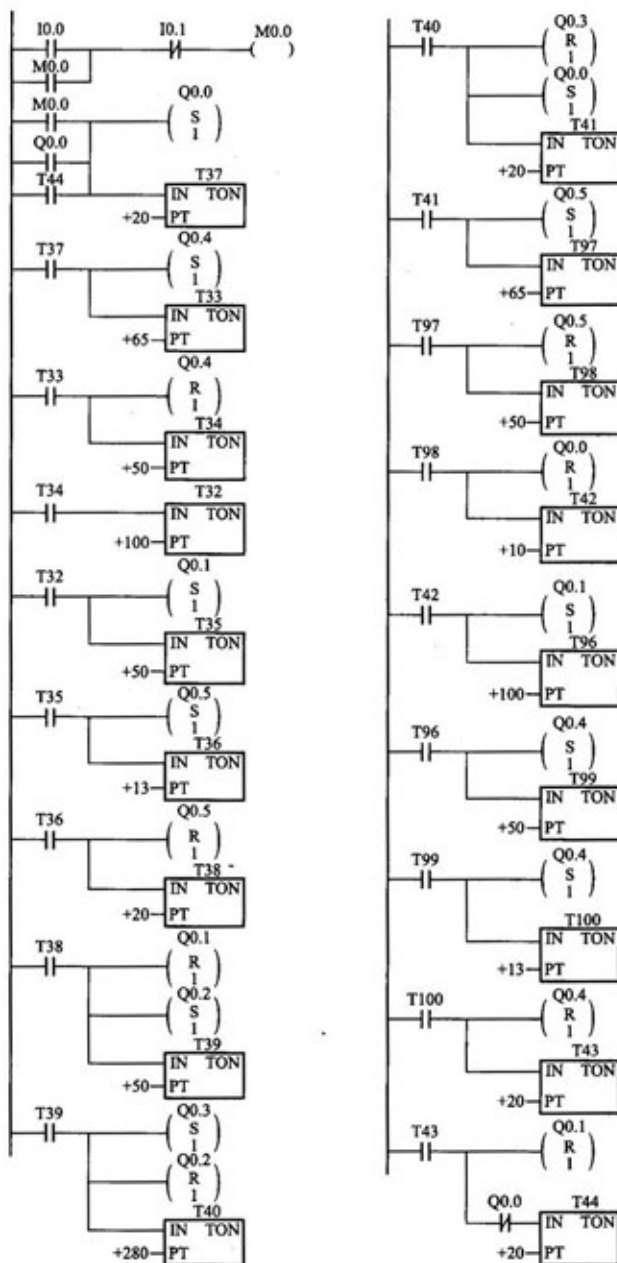 I0.0 I0.1 M0.0
M0.0
M0.0 Q0.0
S
1
Q0.0
T44 T37
IN TON
+20 PT
T37 Q0.4
S
1
T33
IN TON
+65 PT
T33 Q0.4
R
1
T34
IN TON
+50 PT
T34 T32
IN TON
+100 PT
T32 Q0.1
S
1
T35
IN TON
+50 PT
T35 Q0.5
S
1
T36
IN TON
+13 PT
T36 Q0.5
R
1
T38
IN TON
+20 PT
T38 Q0.1
R
1
Q0.2
S
1
T39
IN TON
+50 PT
T39 Q0.3
S
1
Q0.2
R
1
T40
IN TON
+280 PT
T40 Q0.3
R
1
Q0.0
S
1
T41
IN TON
+20 PT
T41 Q0.5
S
1
T97
IN TON
+65 PT
T97 Q0.5
R
1
T98
IN TON
+50 PT
T98 Q0.0
R
1
T42
IN TON
+10 PT
T42 Q0.1
S
1
T96
IN TON
+100 PT
T96 Q0.4
S
1
T99
IN TON
+50 PT
T99 Q0.4
S
1
T100
IN TON
+13 PT
T100 Q0.4
R
1
T43
IN TON
+20 PT
T43 Q0.1
R
1
Q0.0 T44
IN TON
+20 PT